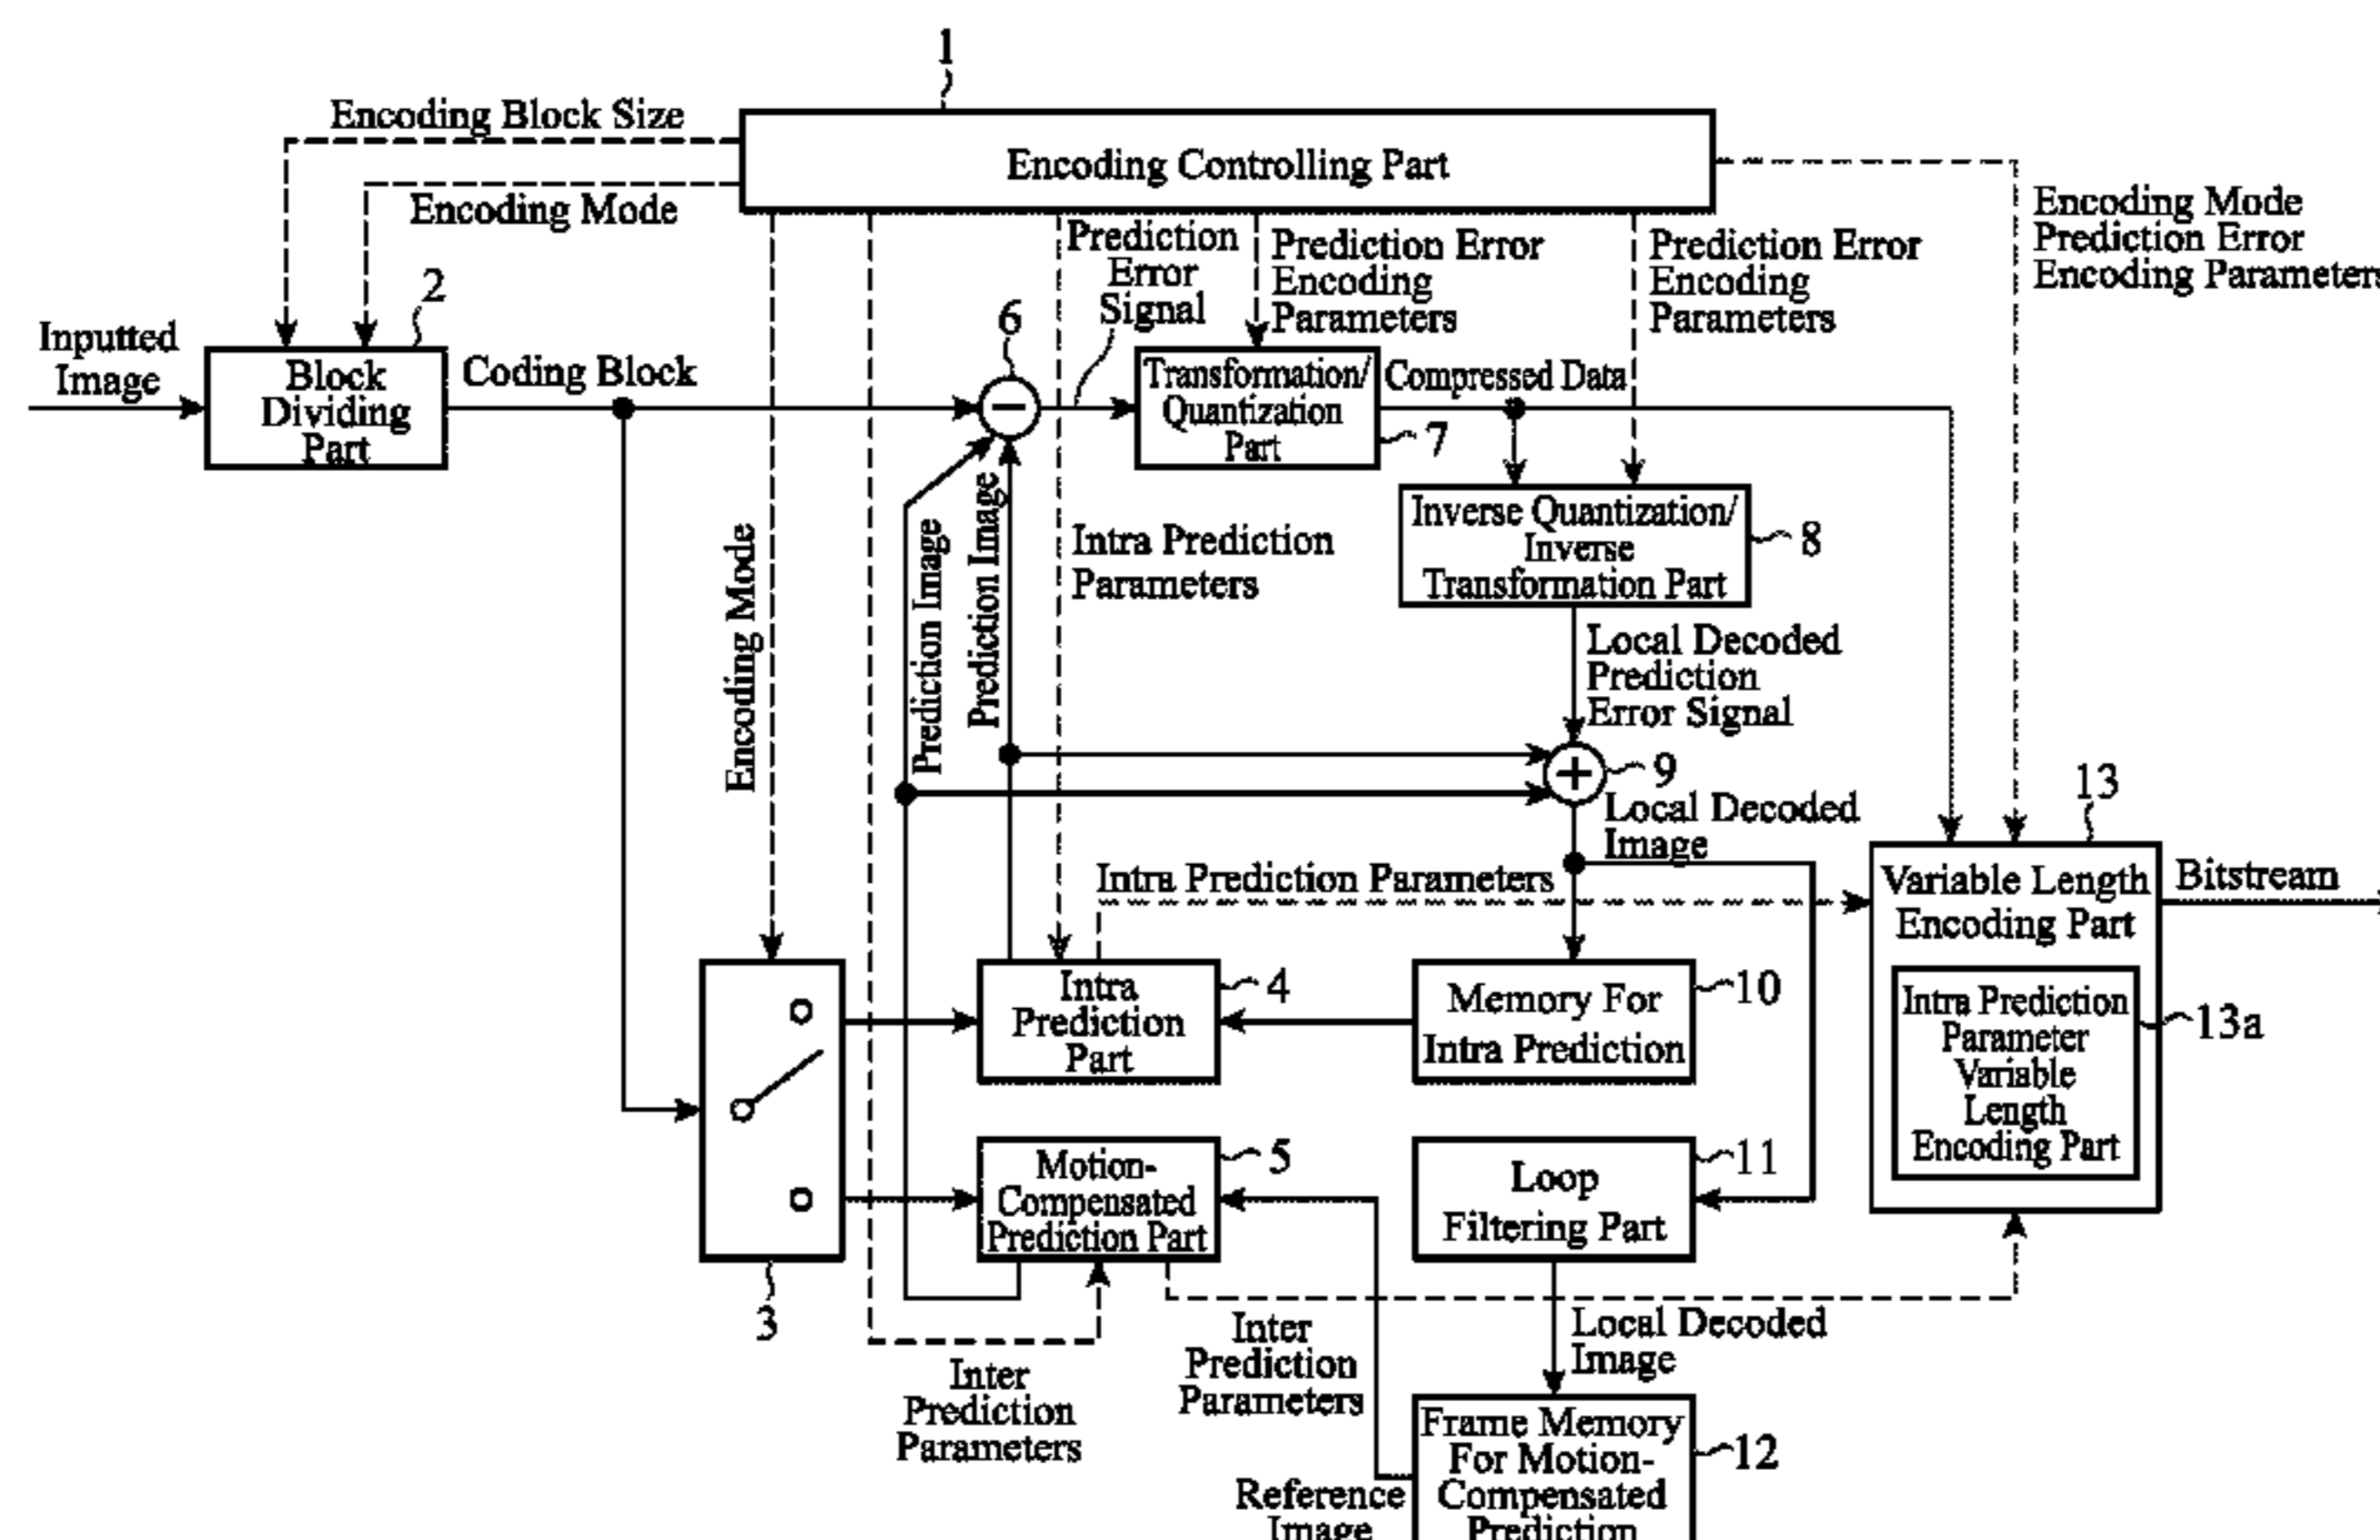 1
Encoding Block Size
Encoding Controlling Part
Encoding Mode
Encoding Mode
Prediction Error
Encoding Parameters
Prediction
Error
Signal
Prediction Error
Encoding
Parameters
Prediction Error
Encoding
Parameters
2
6
Inputted
Image
Block
Dividing
Part
Coding Block
Transformation/
Quantization
Part
7
Compressed Data
Inverse Quantization/
Inverse
Transformation Part
8
Encoding Mode
Prediction Image
Prediction Image
Intra Prediction
Parameters
Local Decoded
Prediction
Error Signal
9
Local Decoded
Image
13
Intra Prediction Parameters
Variable Length
Encoding Part
Bitstream
Intra Prediction
Parameter
Variable
Length
Encoding Part
13a
Intra
Prediction
Part
4
Memory For
Intra Prediction
10
Motion-
Compensated
Prediction Part
5
Loop
Filtering Part
11
3
Inter
Prediction
Parameters
Inter
Prediction
Parameters
Local Decoded
Image
Reference
Image
Frame Memory
For Motion-
Compensated
Prediction
12